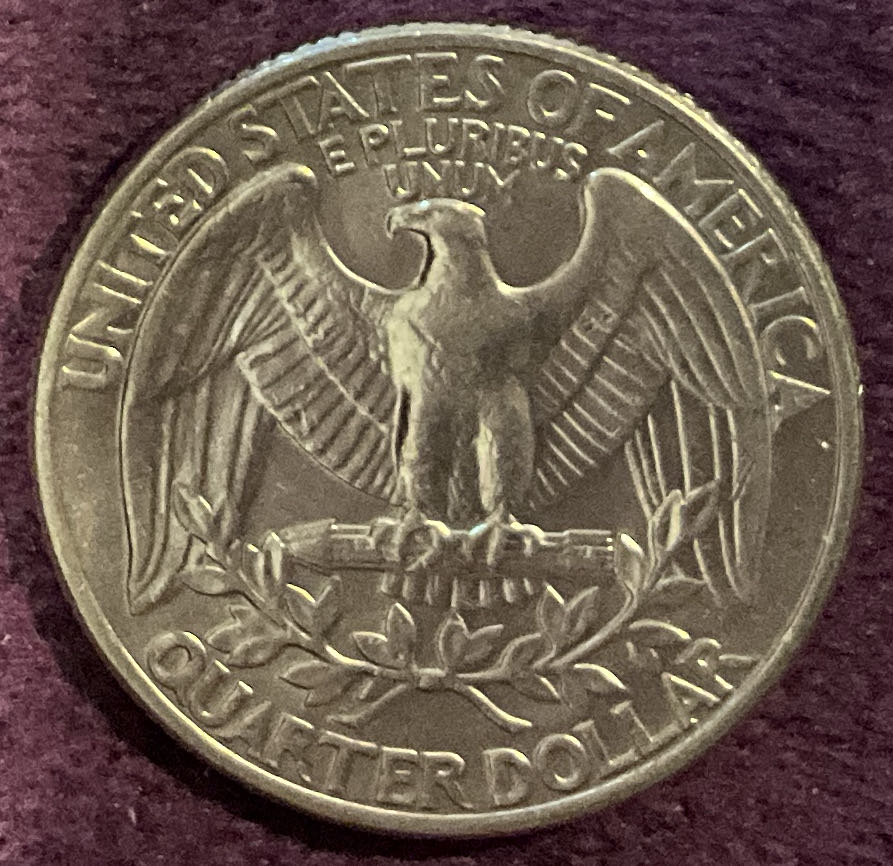 UNITED STATES OF AMERICA
E PLURIBUS
UNUM
QUARTER DOLLAR